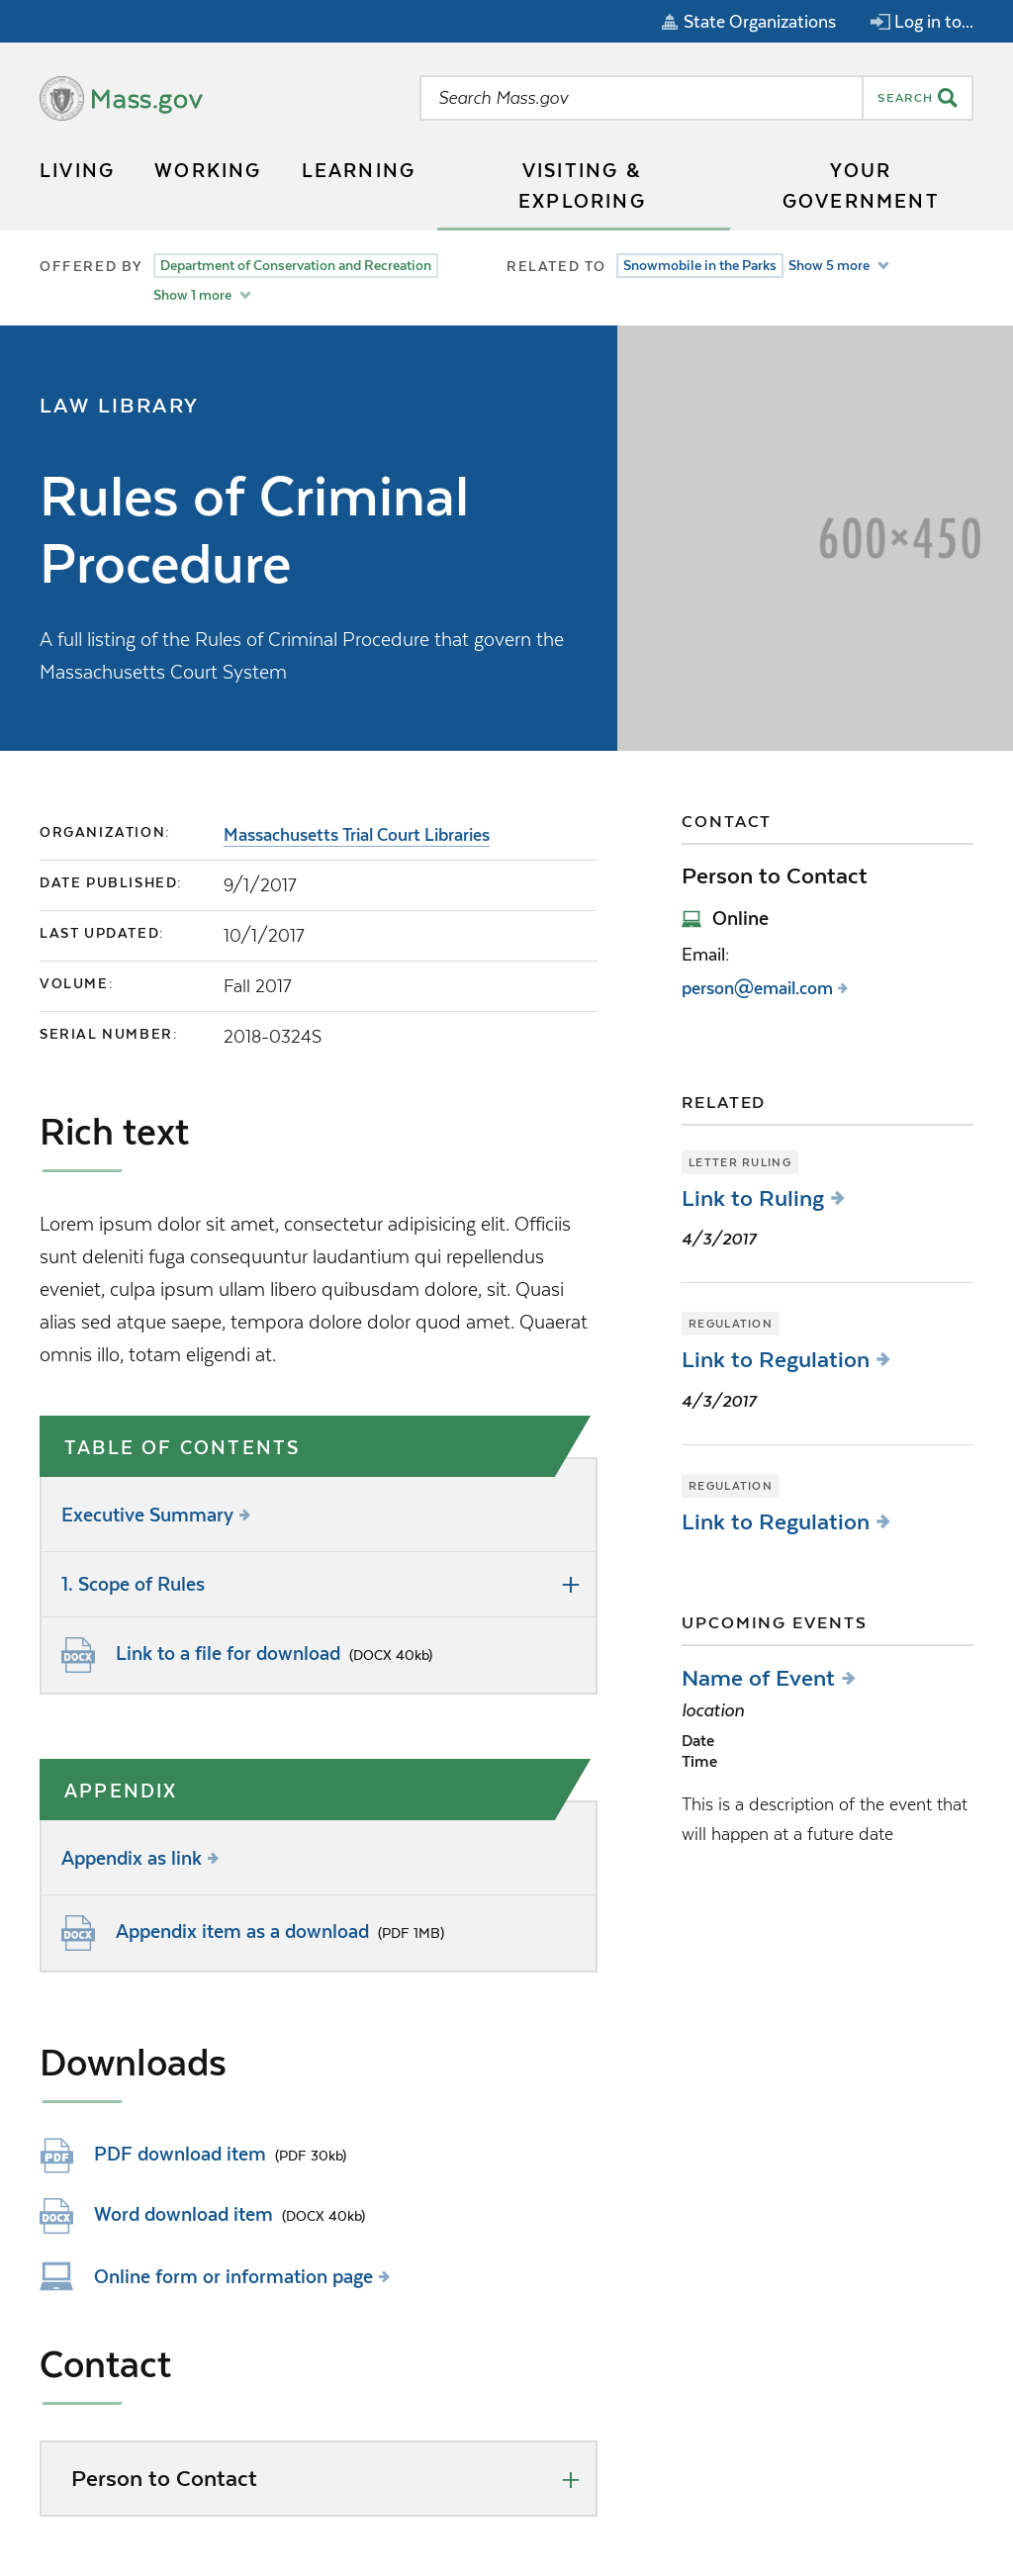 State Organizations
Log in to...
Mass.gov
Search Mass.gov
SEARCH
LIVING
WORKING
LEARNING
VISITING &
EXPLORING
YOUR
GOVERNMENT
OFFERED BY
Department of Conservation and Recreation
Show 1 more
RELATED TO
Snowmobile in the Parks
Show 5 more
LAW LIBRARY
Rules of Criminal
Procedure
A full listing of the Rules of Criminal Procedure that govern the
Massachusetts Court System
600×450
ORGANIZATION: Massachusetts Trial Court Libraries
DATE PUBLISHED: 9/1/2017
LAST UPDATED: 10/1/2017
VOLUME: Fall 2017
SERIAL NUMBER: 2018-0324S
Rich text
Lorem ipsum dolor sit amet, consectetur adipisicing elit. Officiis
sunt deleniti fuga consequuntur laudantium qui repellendus
eveniet, culpa ipsum ullam libero quibusdam dolore, sit. Quasi
alias sed atque saepe, tempora dolore dolor quod amet. Quaerat
omnis illo, totam eligendi at.
TABLE OF CONTENTS
Executive Summary
1. Scope of Rules
DOCX
Link to a file for download (DOCX 40kb)
APPENDIX
Appendix as link
DOCX
Appendix item as a download (PDF 1MB)
Downloads
PDF
PDF download item (PDF 30kb)
DOCX
Word download item (DOCX 40kb)
Online form or information page
Contact
Person to Contact
CONTACT
Person to Contact
Online
Email:
person@email.com
RELATED
LETTER RULING
Link to Ruling
4/3/2017
REGULATION
Link to Regulation
4/3/2017
REGULATION
Link to Regulation
UPCOMING EVENTS
Name of Event
location
Date
Time
This is a description of the event that
will happen at a future date